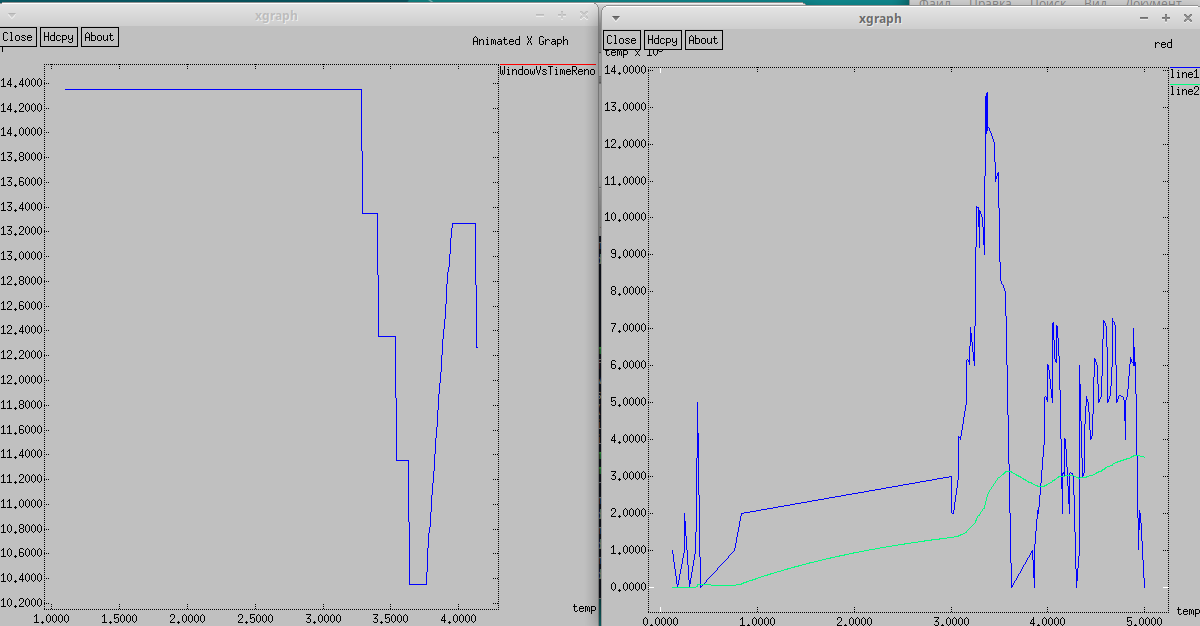 xgraph
Close Hdcpy About
Animated X Graph
WindowVsTimeReno
14.4000
14.2000
14.0000
13.8000
13.6000
13.4000
13.2000
13.0000
12.8000
12.6000
12.4000
12.2000
12.0000
11.8000
11.6000
11.4000
11.2000
11.0000
10.8000
10.6000
10.4000
10.2000
temp
1.0000 1.5000 2.0000 2.5000 3.0000 3.5000 4.0000
Файл Правка Поиск Вид Документ
xgraph
Close Hdcpy About
red
temp x 10
line1
line2
14.0000
13.0000
12.0000
11.0000
10.0000
9.0000
8.0000
7.0000
6.0000
5.0000
4.0000
3.0000
2.0000
1.0000
0.0000
temp
0.0000 1.0000 2.0000 3.0000 4.0000 5.0000